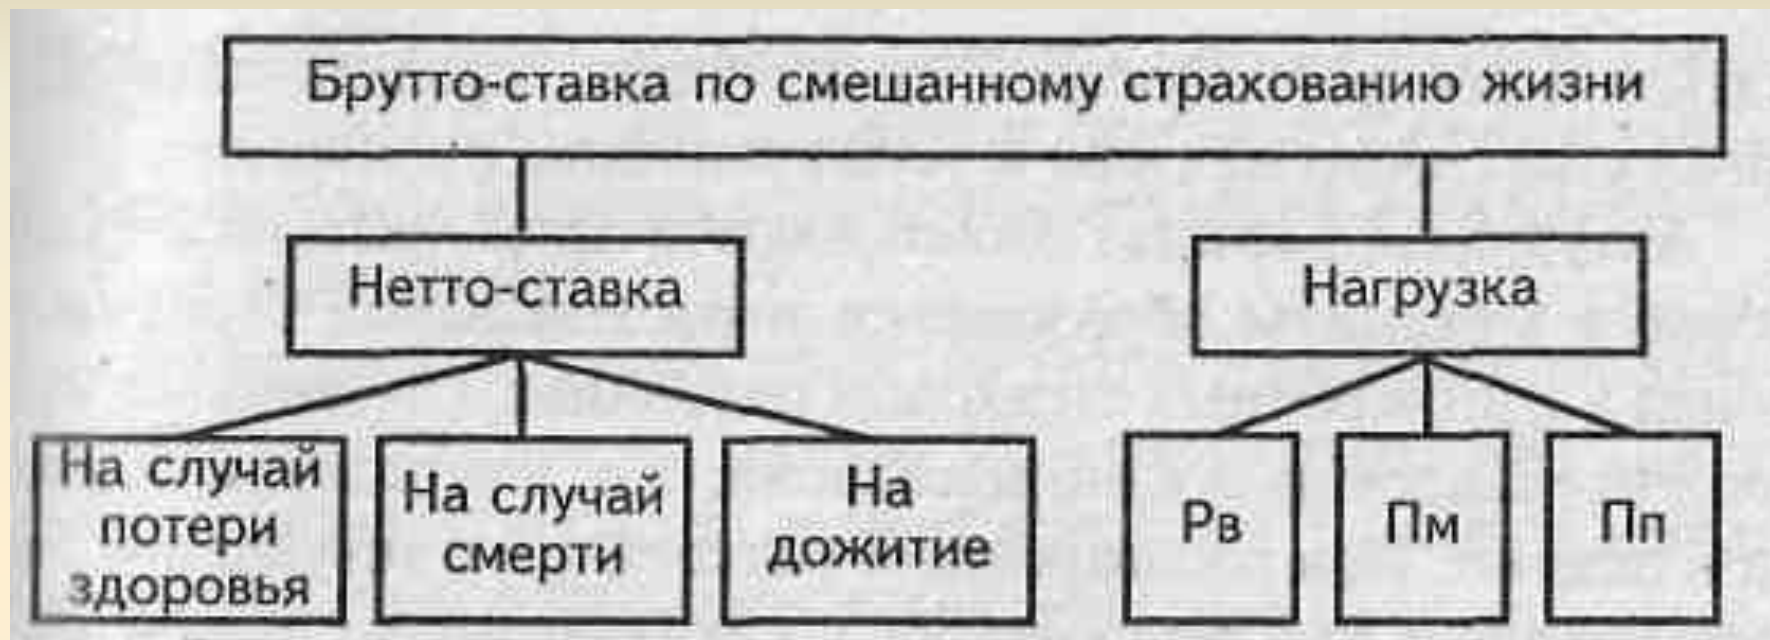 Брутто-ставка по смешанному страхованию жизни
Нетто-ставка
Нагрузка
На случай
потери
здоровья
На случай
смерти
На
дожитие
Рв
Пм
Пп